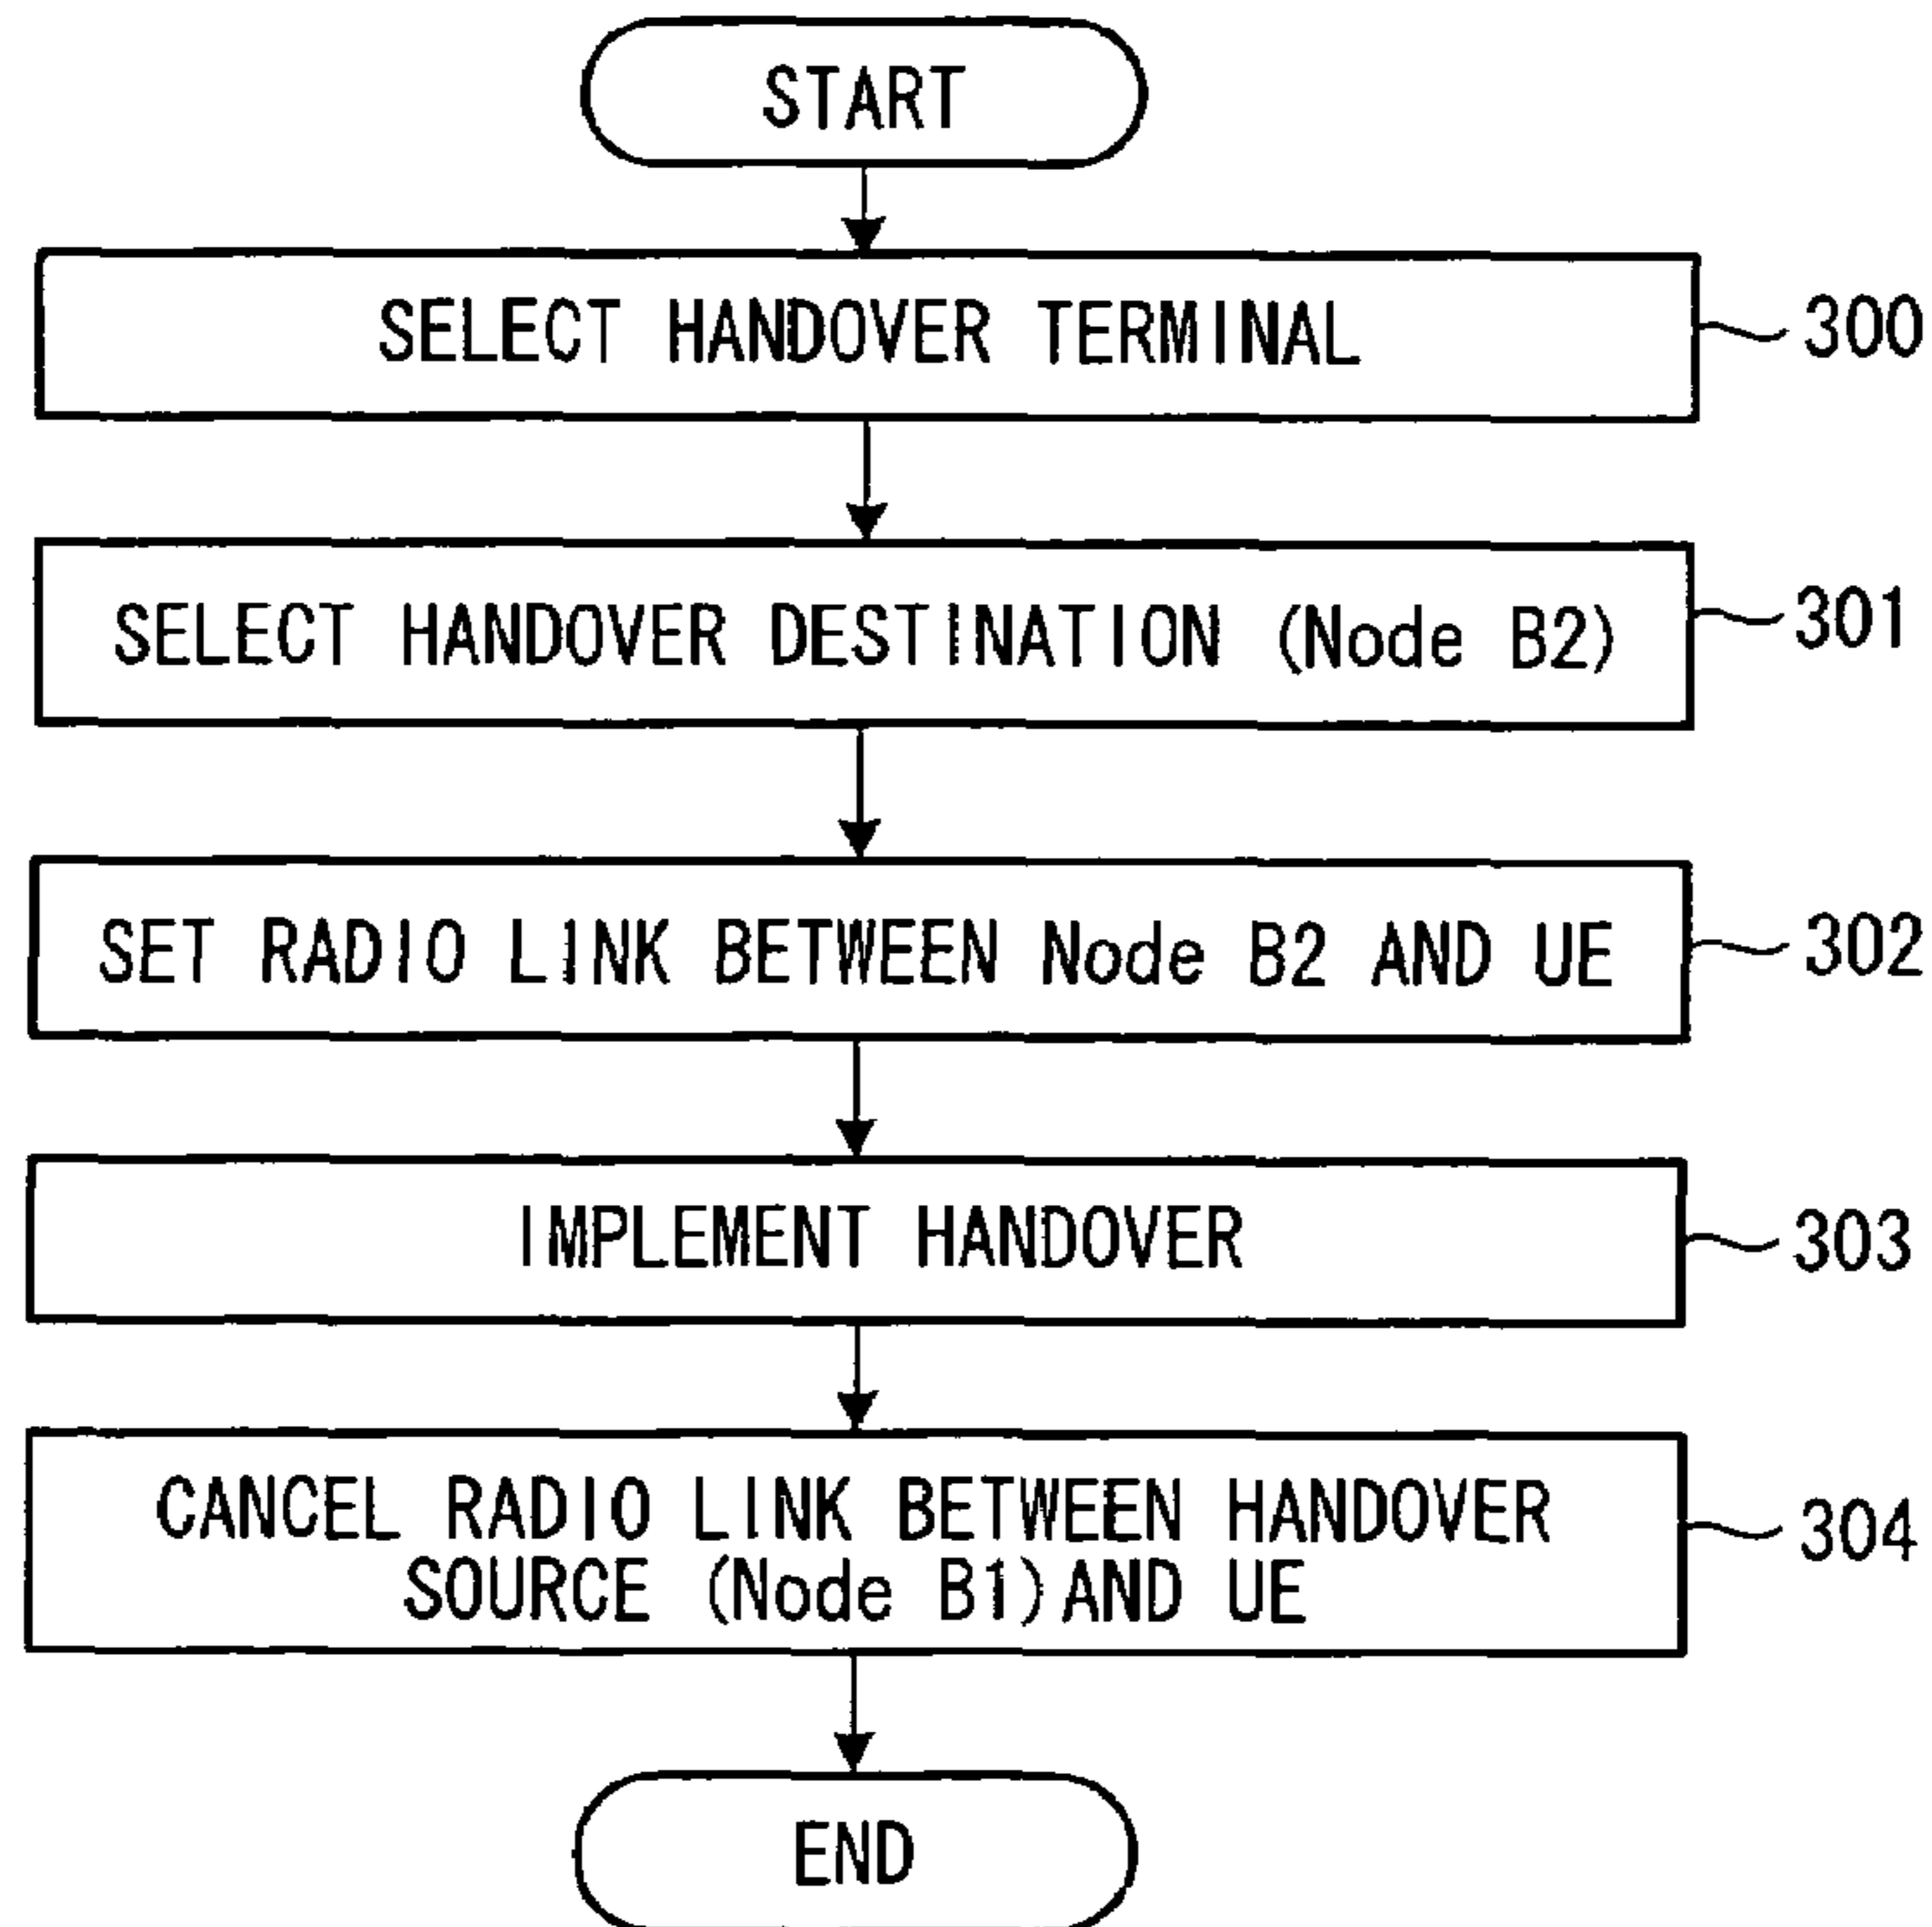 START
SELECT HANDOVER TERMINAL
300
SELECT HANDOVER DESTINATION (Node B2)
301
SET RADIO LINK BETWEEN Node B2 AND UE
302
IMPLEMENT HANDOVER
303
CANCEL RADIO LINK BETWEEN HANDOVER
SOURCE (Node B1) AND UE
304
END